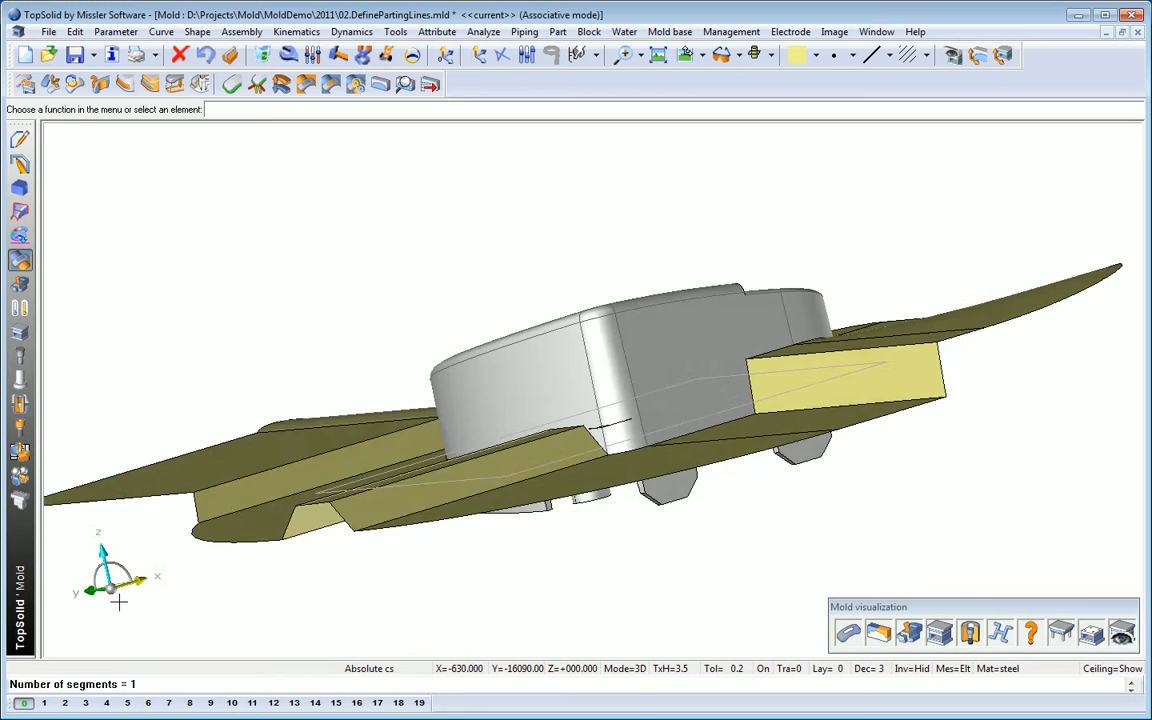 TopSolid by Missler Software - [Mold : D:\Projects\Mold\MoldDemo\2011\02.DefinePartingLines.mld * <<current>> (Associative mode)]
File Edit Parameter Curve Shape Assembly Kinematics Dynamics Tools Attribute Analyze Piping Part Block Water Mold base Management Electrode Image Window Help
Choose a function in the menu or select an element:
z
x
y
TopSolid'Mold
Mold visualization
Absolute cs X=-630.000 Y=-16090.00 Z=+000.000 Mode=3D TxH=3.5 Tol= 0.2 On Tra=0 Lay= 0 Dec= 3 Inv=Hid Mes=Elt Mat=steel Ceiling=Show
Number of segments = 1
0 1 2 3 4 5 6 7 8 9 10 11 12 13 14 15 16 17 18 19